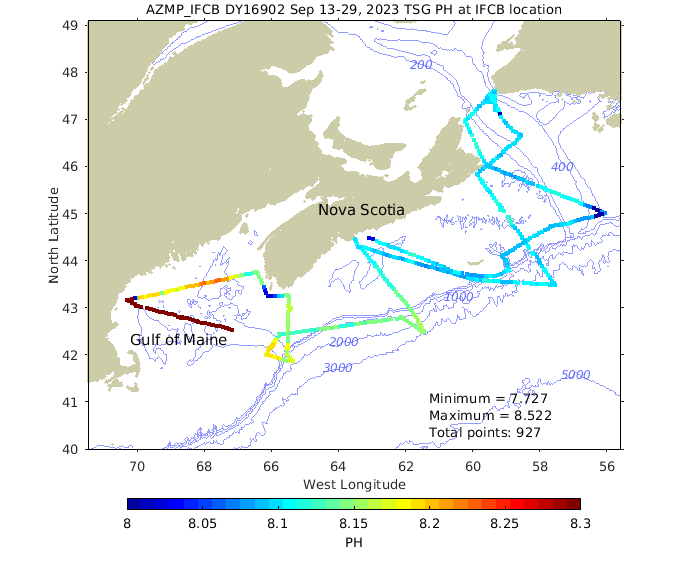 AZMP_IFCB DY16902 Sep 13-29, 2023 TSG PH at IFCB location
49
48
47
46
45
44
43
42
41
40
North Latitude
200
400
Nova Scotia
1000
2000
3000
5000
Gulf of Maine
Minimum = 7.727
Maximum = 8.522
Total points: 927
70 68 66 64 62 60 58 56
West Longitude
8 8.05 8.1 8.15 8.2 8.25 8.3
PH